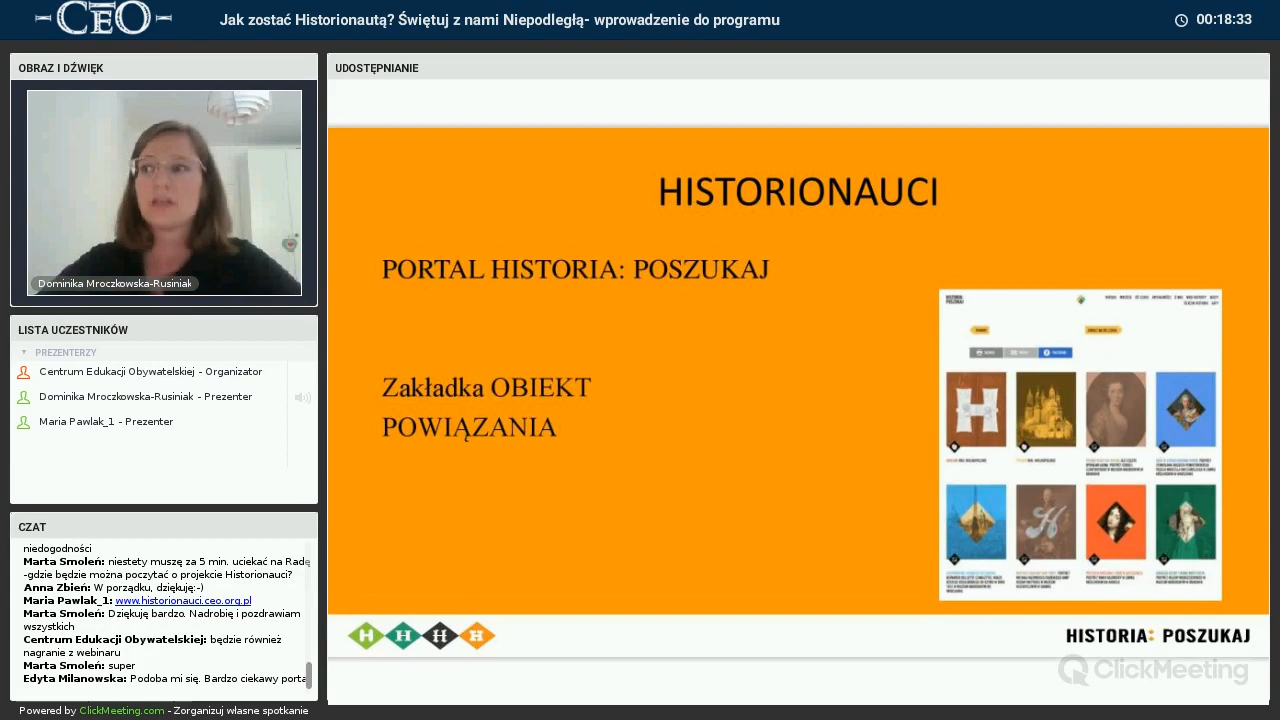 CEO
Jak zostać Historionautą? Świętuj z nami Niepodległą- wprowadzenie do programu
00:18:33
OBRAZ I DŹWIĘK
Dominika Mroczkowska-Rusiniak
LISTA UCZESTNIKÓW
PREZENTERZY
Centrum Edukacji Obywatelskiej - Organizator
Dominika Mroczkowska-Rusiniak - Prezenter
Maria Pawlak_1 - Prezenter
CZAT
niedogodności
Marta Smoleń: niestety muszę za 5 min. uciekać na Radę
-gdzie będzie można poczytać o projekcie Historionauci?
Anna Zbień: W porządku, dziękuję:-)
Maria Pawlak_1: www.historionauci.ceo.org.pl
Marta Smoleń: Dziękuję bardzo. Nadrobię i pozdrawiam
wszystkich
Centrum Edukacji Obywatelskiej: będzie również
nagranie z webinaru
Marta Smoleń: super
Edyta Milanowska: Podoba mi się. Bardzo ciekawy porta
Powered by ClickMeeting.com - Zorganizuj własne spotkanie
UDOSTĘPNIANIE
HISTORIONAUCI
PORTAL HISTORIA: POSZUKAJ
Zakładka OBIEKT
POWIĄZANIA
HISTORIA
POSZUKAJ
H H H H
HISTORIA: POSZUKAJ
ClickMeeting